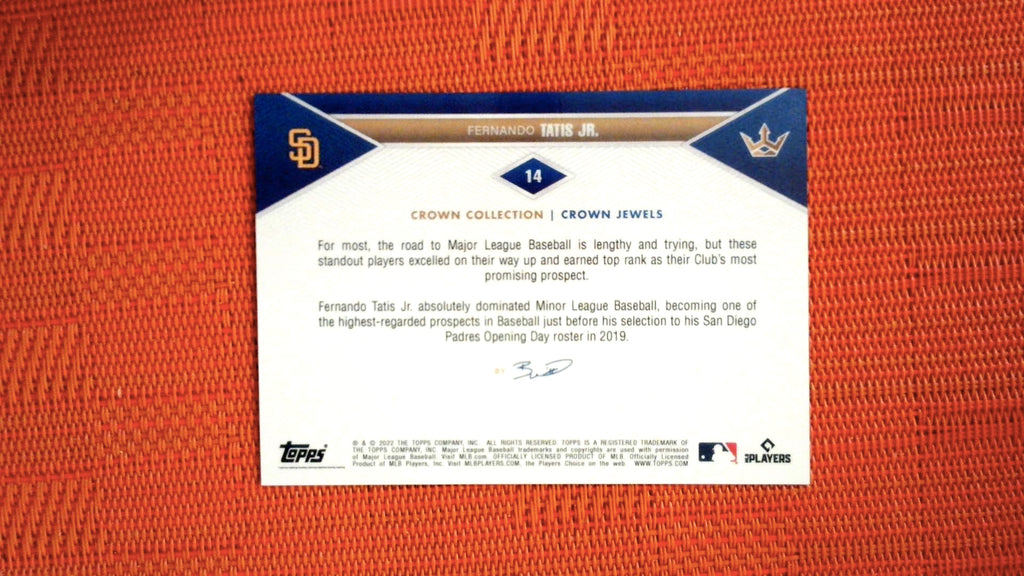 SD
FERNANDO TATIS JR.
14
CROWN COLLECTION | CROWN JEWELS
For most, the road to Major League Baseball is lengthy and trying, but these
standout players excelled on their way up and earned top rank as their Club's most
promising prospect.
Fernando Tatis Jr. absolutely dominated Minor League Baseball, becoming one of
the highest-regarded prospects in Baseball just before his selection to his San Diego
Padres Opening Day roster in 2019.
BY
Topps®
® & © 2022 THE TOPPS COMPANY, INC. ALL RIGHTS RESERVED. TOPPS IS A REGISTERED TRADEMARK OF
THE TOPPS COMPANY, INC. Major League Baseball trademarks and copyrights are used with permission
of Major League Baseball. Visit MLB.com. OFFICIALLY LICENSED PRODUCT OF MLB. Officially Licensed
Product of MLB Players, Inc. Visit MLBPLAYERS.COM, the Players Choice on the web. WWW.TOPPS.COM
PLAYERS